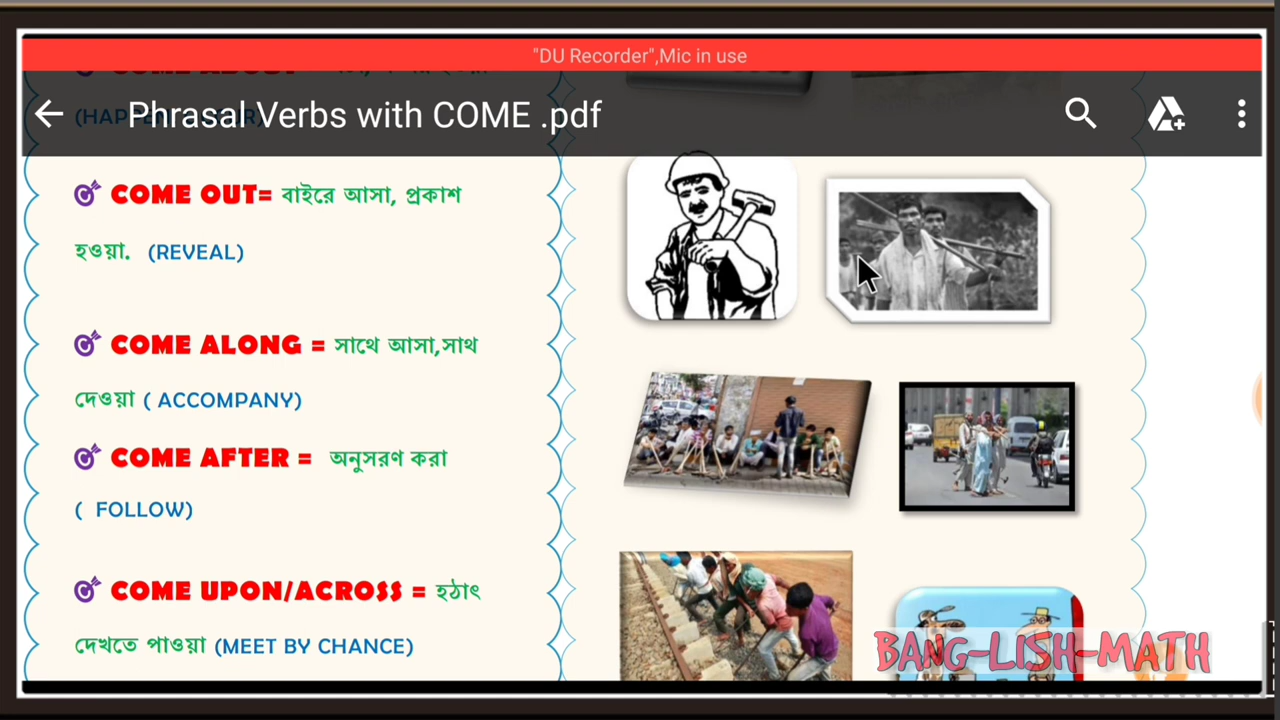 "DU Recorder",Mic in use
Phrasal Verbs with COME .pdf
COME OUT= বাইরে আসা, প্রকাশ
হওয়া. (REVEAL)
COME ALONG = সাথে আসা,সাথ
দেওয়া ( ACCOMPANY)
COME AFTER = অনুসরণ করা
( FOLLOW)
COME UPON/ACROSS = হঠাৎ
দেখতে পাওয়া (MEET BY CHANCE)
BANG-LISH-MATH